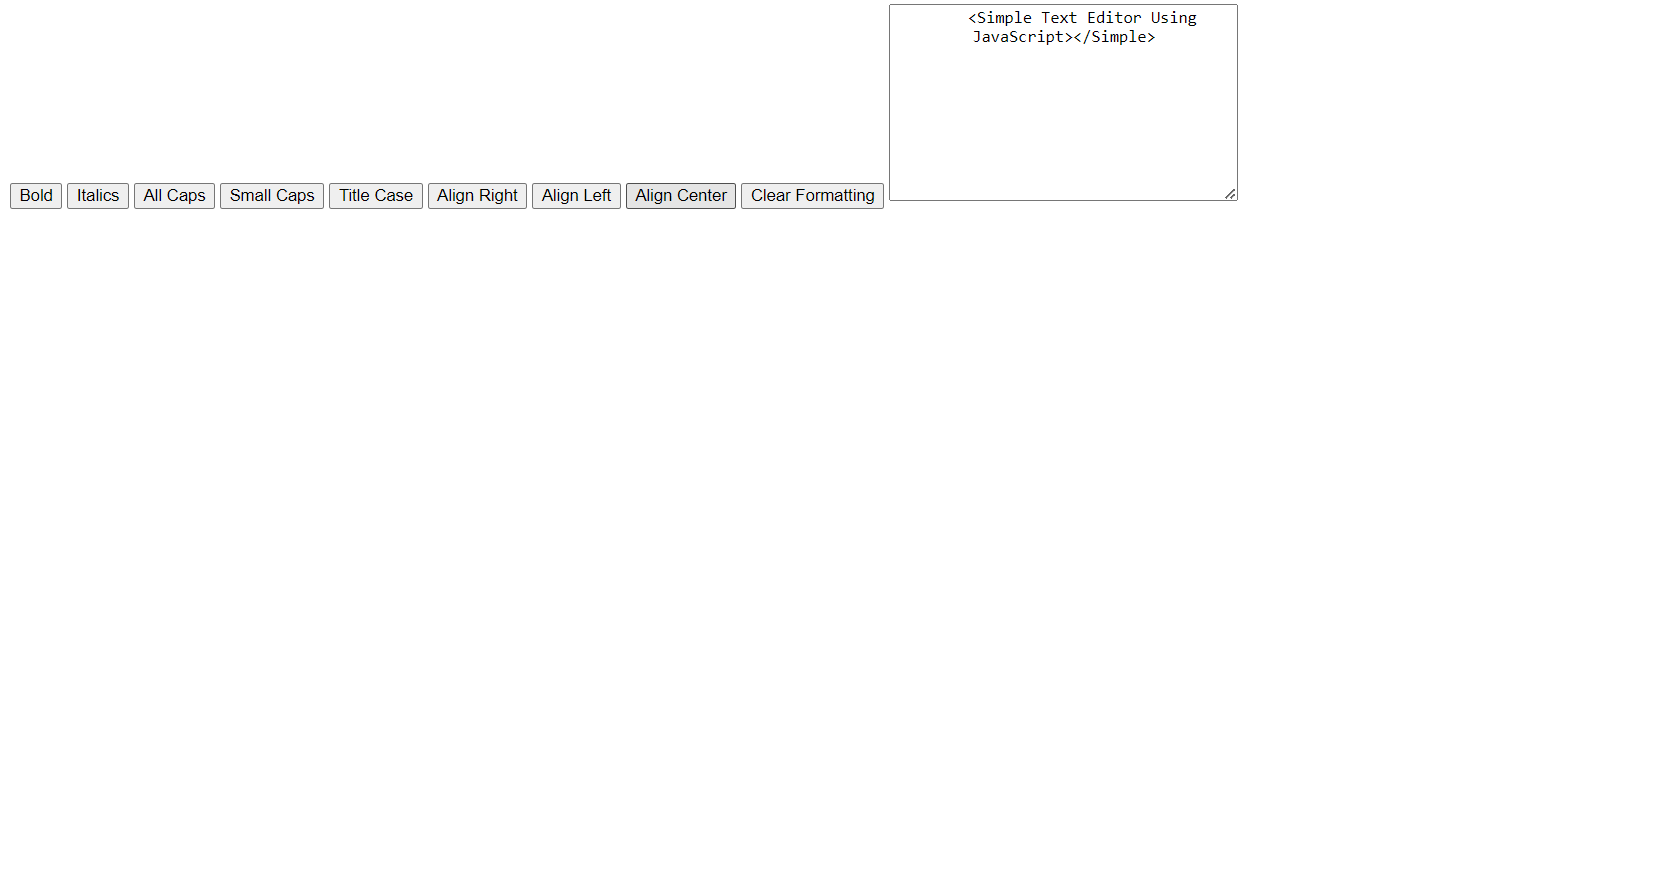 <Simple Text Editor Using
JavaScript></Simple>
Bold Italics All Caps Small Caps Title Case Align Right Align Left Align Center Clear Formatting